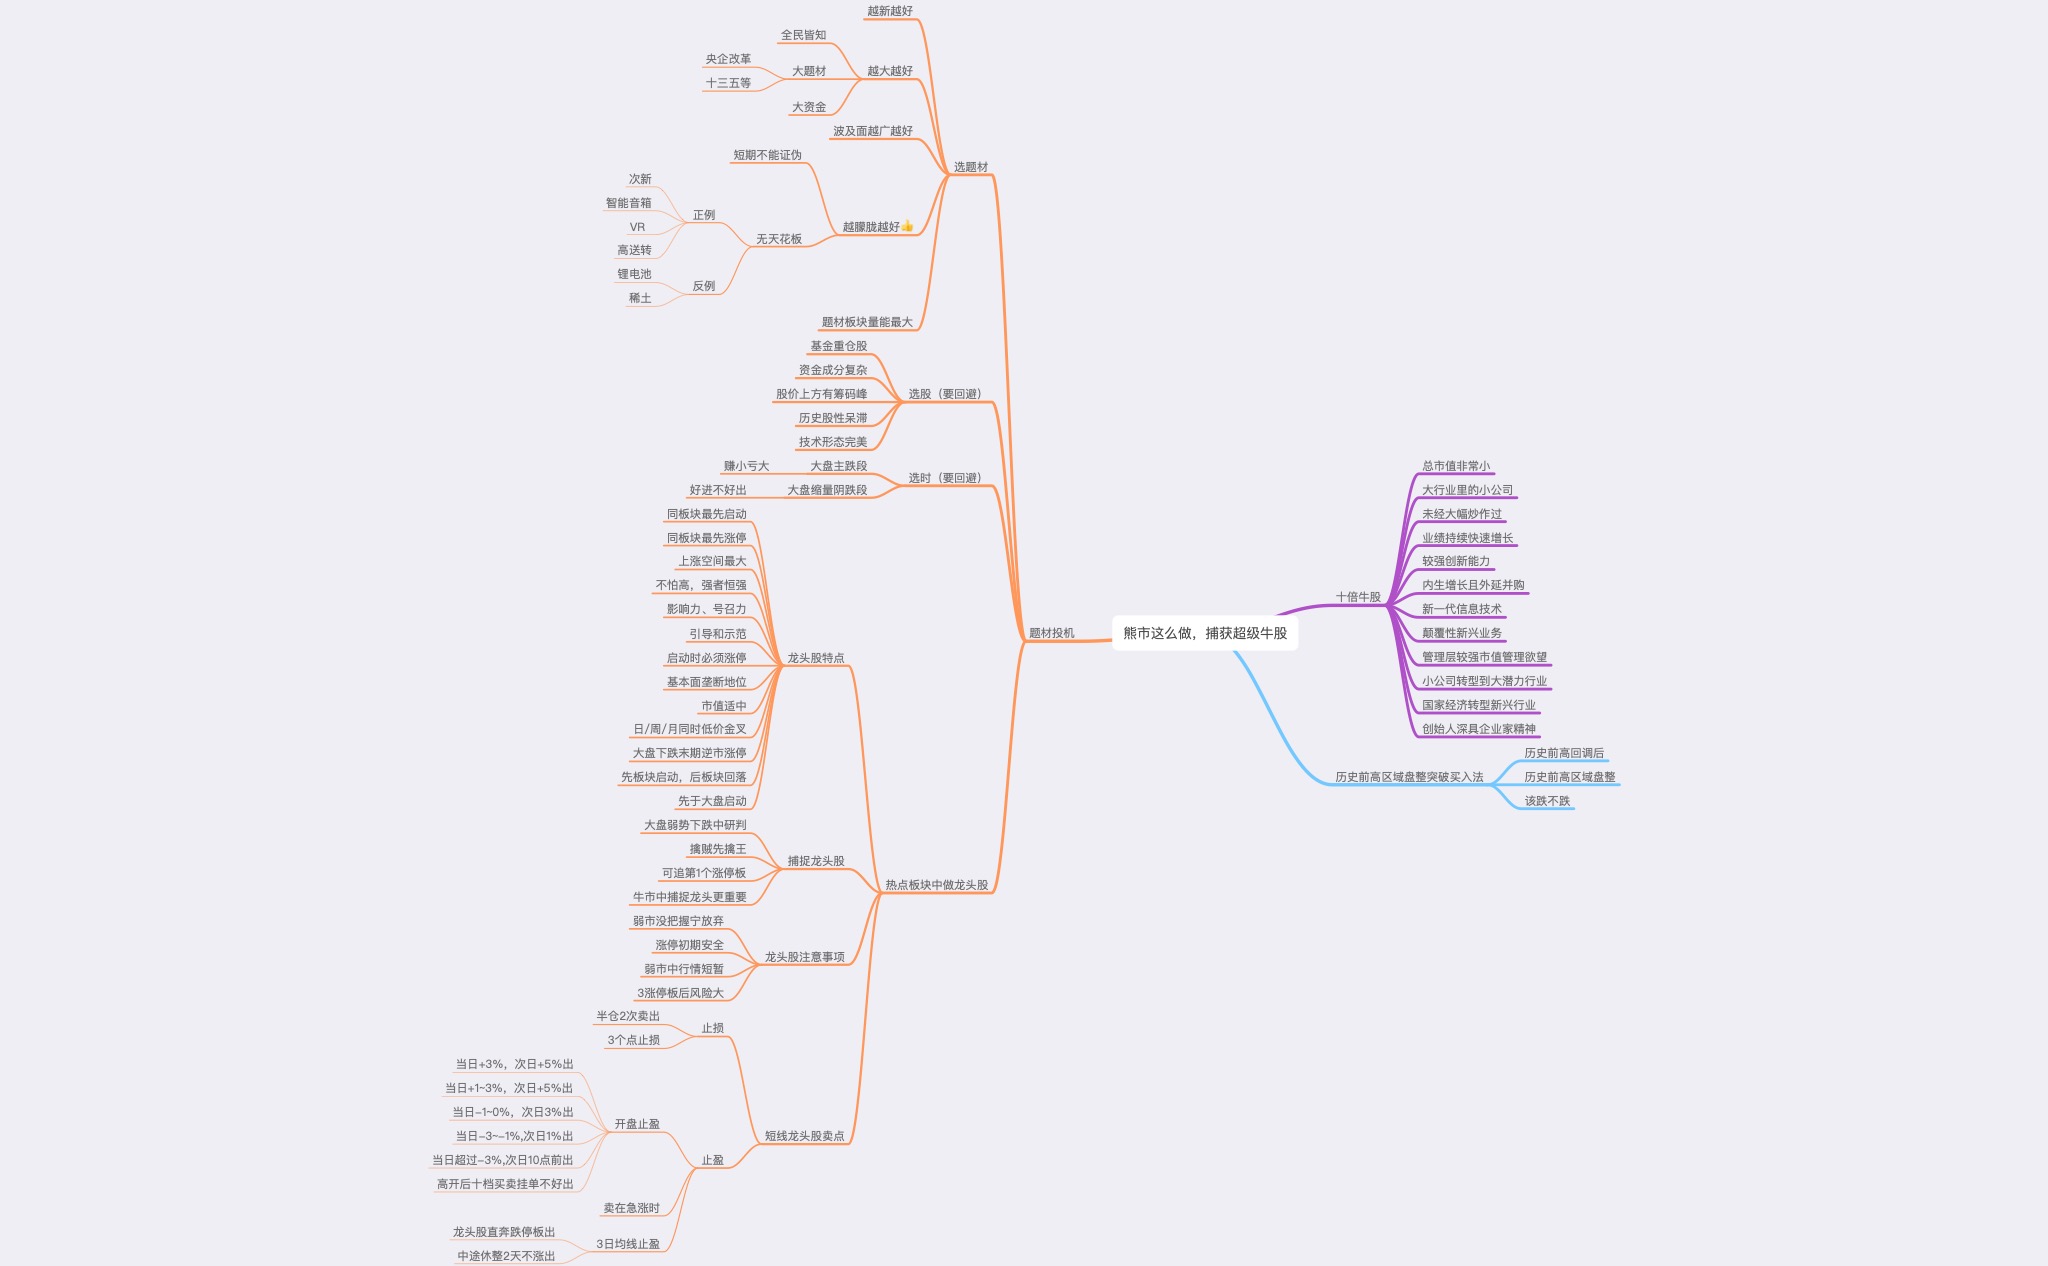 熊市这么做，捕获超级牛股
题材投机
选题材
越新越好
越大越好
全民皆知
大题材
央企改革
十三五等
大资金
波及面越广越好
越朦胧越好👍
短期不能证伪
无天花板
正例
次新
智能音箱
VR
高送转
反例
锂电池
稀土
题材板块量能最大
选股（要回避）
基金重仓股
资金成分复杂
股价上方有筹码峰
历史股性呆滞
技术形态完美
选时（要回避）
大盘主跌段
赚小亏大
大盘缩量阴跌段
好进不好出
热点板块中做龙头股
龙头股特点
同板块最先启动
同板块最先涨停
上涨空间最大
不怕高，强者恒强
影响力、号召力
引导和示范
启动时必须涨停
基本面垄断地位
市值适中
日/周/月同时低价金叉
大盘下跌末期逆市涨停
先板块启动，后板块回落
先于大盘启动
捕捉龙头股
大盘弱势下跌中研判
擒贼先擒王
可追第1个涨停板
牛市中捕捉龙头更重要
龙头股注意事项
弱市没把握宁放弃
涨停初期安全
弱市中行情短暂
3涨停板后风险大
短线龙头股卖点
止损
半仓2次卖出
3个点止损
止盈
开盘止盈
当日+3%，次日+5%出
当日+1~3%，次日+5%出
当日-1~0%，次日3%出
当日-3~-1%,次日1%出
当日超过-3%,次日10点前出
高开后十档买卖挂单不好出
卖在急涨时
3日均线止盈
龙头股直奔跌停板出
中途休整2天不涨出
十倍牛股
总市值非常小
大行业里的小公司
未经大幅炒作过
业绩持续快速增长
较强创新能力
内生增长且外延并购
新一代信息技术
颠覆性新兴业务
管理层较强市值管理欲望
小公司转型到大潜力行业
国家经济转型新兴行业
创始人深具企业家精神
历史前高区域盘整突破买入法
历史前高回调后
历史前高区域盘整
该跌不跌